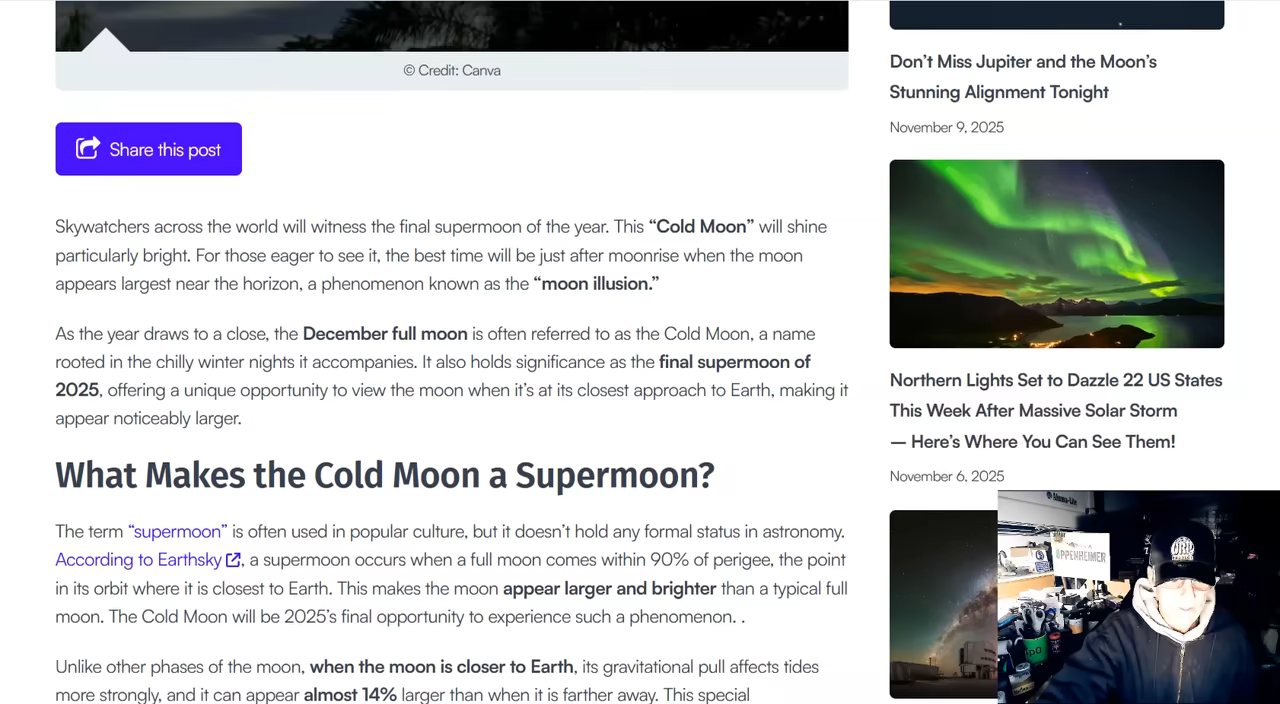 © Credit: Canva
Share this post
Skywatchers across the world will witness the final supermoon of the year. This “Cold Moon” will shine
particularly bright. For those eager to see it, the best time will be just after moonrise when the moon
appears largest near the horizon, a phenomenon known as the “moon illusion.”
As the year draws to a close, the December full moon is often referred to as the Cold Moon, a name
rooted in the chilly winter nights it accompanies. It also holds significance as the final supermoon of
2025, offering a unique opportunity to view the moon when it’s at its closest approach to Earth, making it
appear noticeably larger.
What Makes the Cold Moon a Supermoon?
The term “supermoon” is often used in popular culture, but it doesn’t hold any formal status in astronomy.
According to Earthsky, a supermoon occurs when a full moon comes within 90% of perigee, the point
in its orbit where it is closest to Earth. This makes the moon appear larger and brighter than a typical full
moon. The Cold Moon will be 2025’s final opportunity to experience such a phenomenon. .
Unlike other phases of the moon, when the moon is closer to Earth, its gravitational pull affects tides
more strongly, and it can appear almost 14% larger than when it is farther away. This special
Don’t Miss Jupiter and the Moon’s
Stunning Alignment Tonight
November 9, 2025
Northern Lights Set to Dazzle 22 US States
This Week After Massive Solar Storm
— Here’s Where You Can See Them!
November 6, 2025
OPPENHEIMER